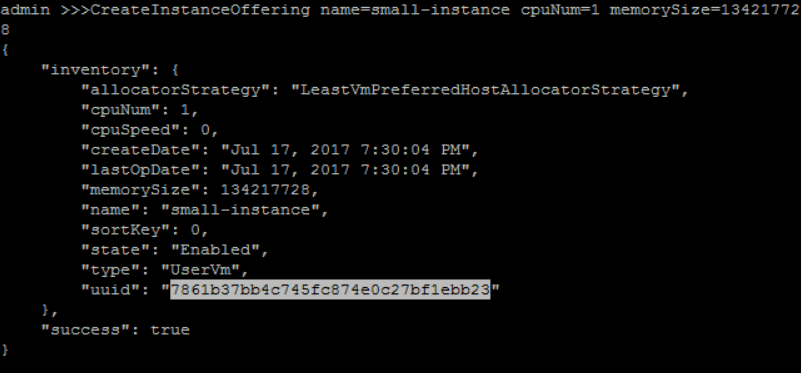 admin >>>CreateInstanceOffering name=small-instance cpuNum=1 memorySize=13421772
8
{
    "inventory": {
        "allocatorStrategy": "LeastVmPreferredHostAllocatorStrategy",
        "cpuNum": 1,
        "cpuSpeed": 0,
        "createDate": "Jul 17, 2017 7:30:04 PM",
        "lastOpDate": "Jul 17, 2017 7:30:04 PM",
        "memorySize": 134217728,
        "name": "small-instance",
        "sortKey": 0,
        "state": "Enabled",
        "type": "UserVm",
        "uuid": "7861b37bb4c745fc874e0c27bf1ebb23"
    },
    "success": true
}